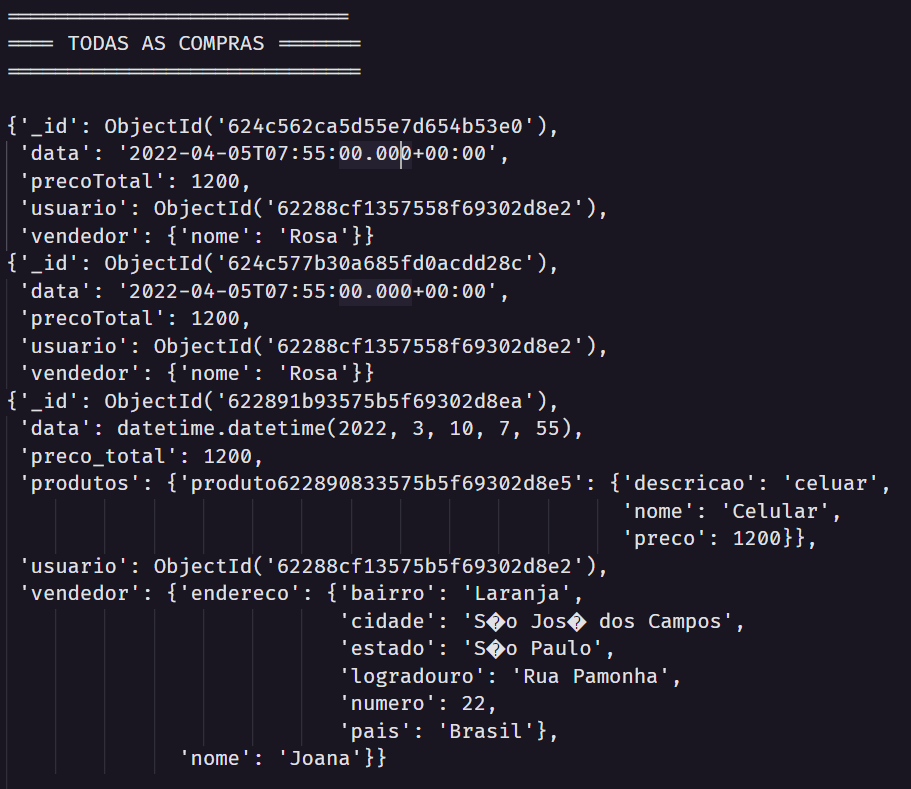 ============================
==== TODAS AS COMPRAS =======
=============================
{'_id': ObjectId('624c562ca5d55e7d654b53e0'),
'data': '2022-04-05T07:55:00.000+00:00',
'precoTotal': 1200,
'usuario': ObjectId('62288cf1357558f69302d8e2'),
'vendedor': {'nome': 'Rosa'}}
{'_id': ObjectId('624c577b30a685fd0acdd28c'),
'data': '2022-04-05T07:55:00.000+00:00',
'precoTotal': 1200,
'usuario': ObjectId('62288cf1357558f69302d8e2'),
'vendedor': {'nome': 'Rosa'}}
{'_id': ObjectId('622891b93575b5f69302d8ea'),
'data': datetime.datetime(2022, 3, 10, 7, 55),
'preco_total': 1200,
'produtos': {'produto622890833575b5f69302d8e5': {'descricao': 'celuar',
'nome': 'Celular',
'preco': 1200}},
'usuario': ObjectId('62288cf13575b5f69302d8e2'),
'vendedor': {'endereco': {'bairro': 'Laranja',
'cidade': 'S�o Jos� dos Campos',
'estado': 'S�o Paulo',
'logradouro': 'Rua Pamonha',
'numero': 22,
'pais': 'Brasil'},
'nome': 'Joana'}}